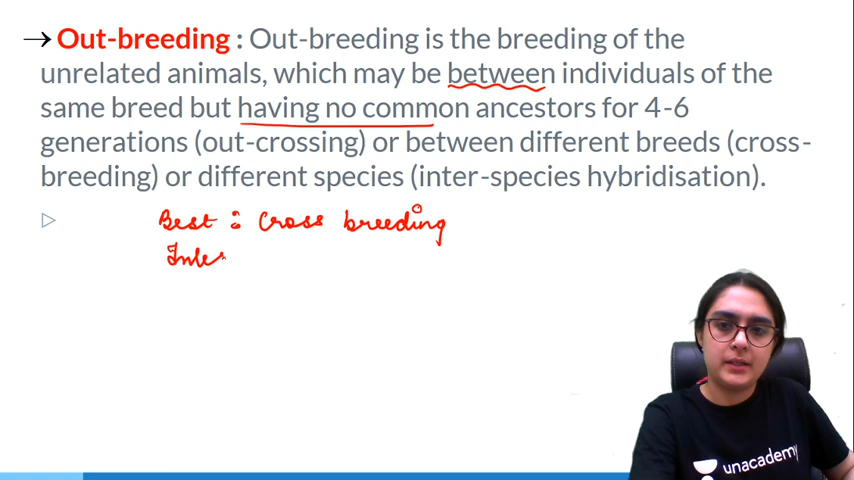 → Out-breeding : Out-breeding is the breeding of the
unrelated animals, which may be between individuals of the
same breed but having no common ancestors for 4-6
generations (out-crossing) or between different breeds (cross-
breeding) or different species (inter-species hybridisation).
Best : Cross breeding
Inte
unacademy